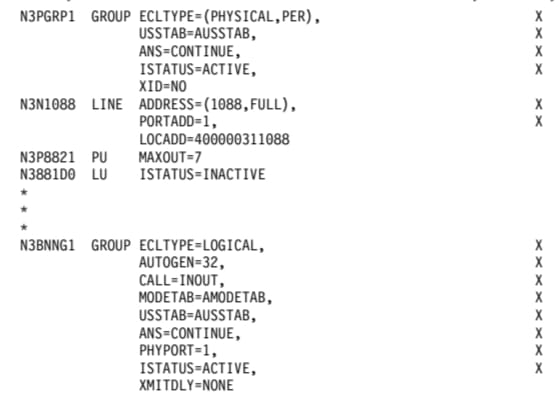 N3PGRP1  GROUP ECLTYPE=(PHYSICAL,PER),                               X
               USSTAB=AUSSTAB,                                       X
               ANS=CONTINUE,                                         X
               ISTATUS=ACTIVE,                                       X
               XID=NO
N3N1088  LINE  ADDRESS=(1088,FULL),                                  X
               PORTADD=1,                                            X
               LOCADD=400000311088
N3P8821  PU    MAXOUT=7
N3881D0  LU    ISTATUS=INACTIVE
*
*
*
N3BNNG1  GROUP ECLTYPE=LOGICAL,                                      X
               AUTOGEN=32,                                           X
               CALL=INOUT,                                           X
               MODETAB=AMODETAB,                                     X
               USSTAB=AUSSTAB,                                       X
               ANS=CONTINUE,                                         X
               PHYPORT=1,                                            X
               ISTATUS=ACTIVE,                                       X
               XMITDLY=NONE